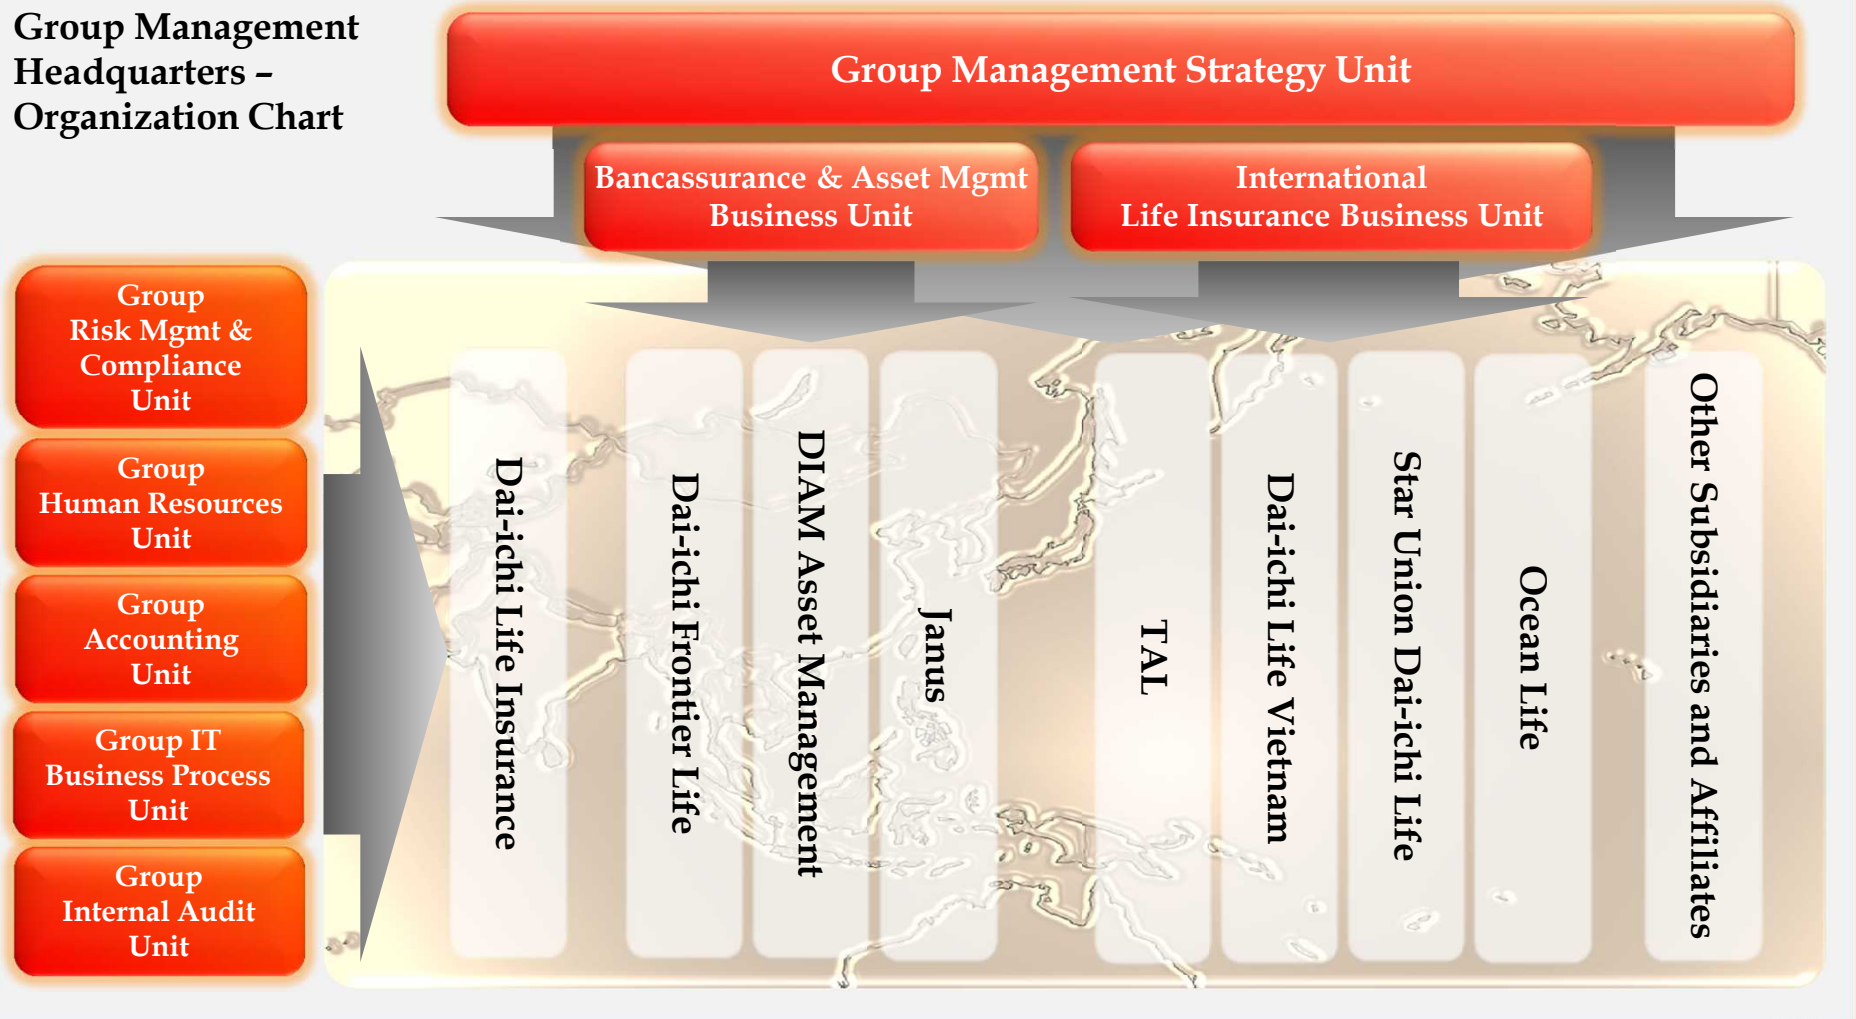 Group Management
Headquarters –
Organization Chart
Group Management Strategy Unit
Bancassurance & Asset Mgmt
Business Unit
International
Life Insurance Business Unit
Group
Risk Mgmt &
Compliance
Unit
Group
Human Resources
Unit
Group
Accounting
Unit
Group IT
Business Process
Unit
Group
Internal Audit
Unit
Dai-ichi Life Insurance
Dai-ichi Frontier Life
DIAM Asset Management
Janus
TAL
Dai-ichi Life Vietnam
Star Union Dai-ichi Life
Ocean Life
Other Subsidiaries and Affiliates